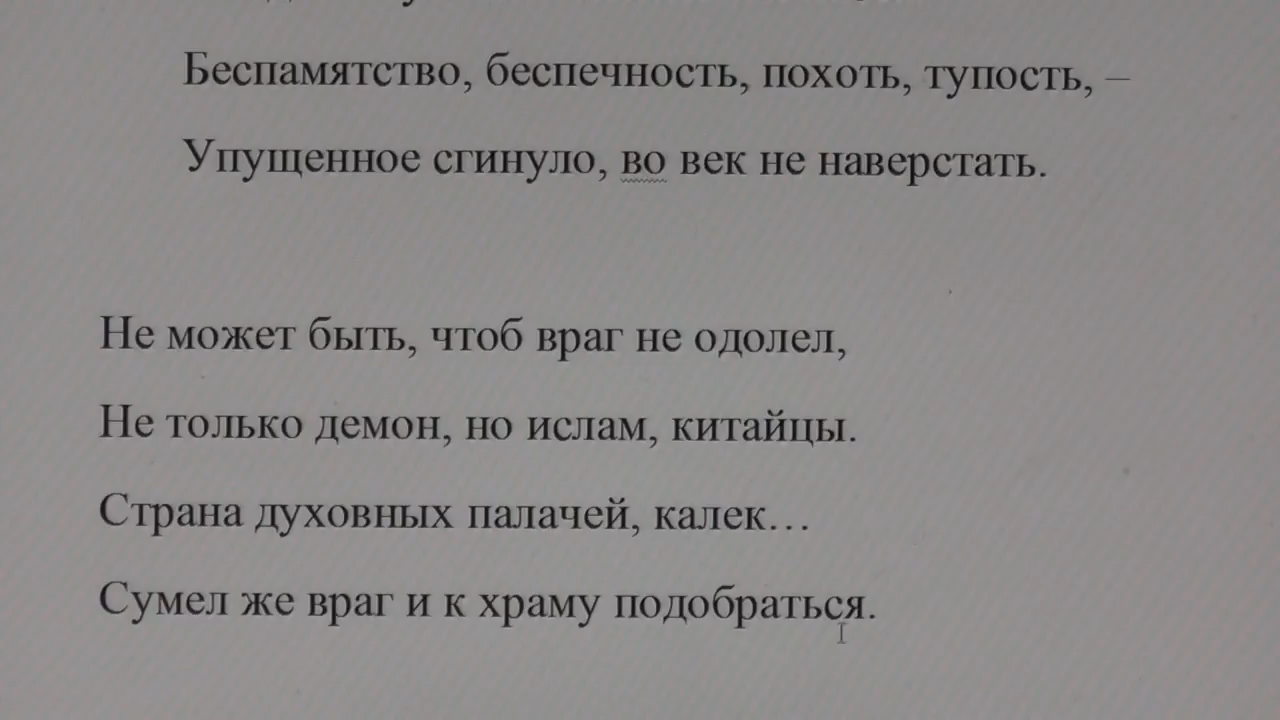 Беспамятство, беспечность, похоть, тупость, –
Упущенное сгинуло, во век не наверстать.
Не может быть, чтоб враг не одолел,
Не только демон, но ислам, китайцы.
Страна духовных палачей, калек…
Сумел же враг и к храму подобраться.